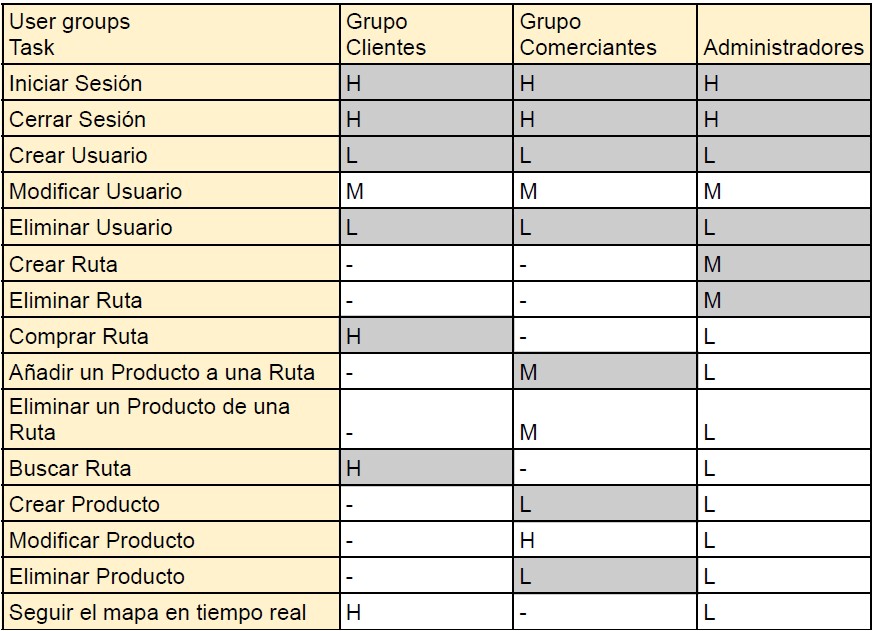 User groups Grupo Grupo
Task Clientes Comerciantes Administradores
Iniciar Sesión H H H
Cerrar Sesión H H H
Crear Usuario L L L
Modificar Usuario M M M
Eliminar Usuario L L L
Crear Ruta - - M
Eliminar Ruta - - M
Comprar Ruta H - L
Añadir un Producto a una Ruta - M L
Eliminar un Producto de una
Ruta - M L
Buscar Ruta H - L
Crear Producto - L L
Modificar Producto - H L
Eliminar Producto - L L
Seguir el mapa en tiempo real H - L